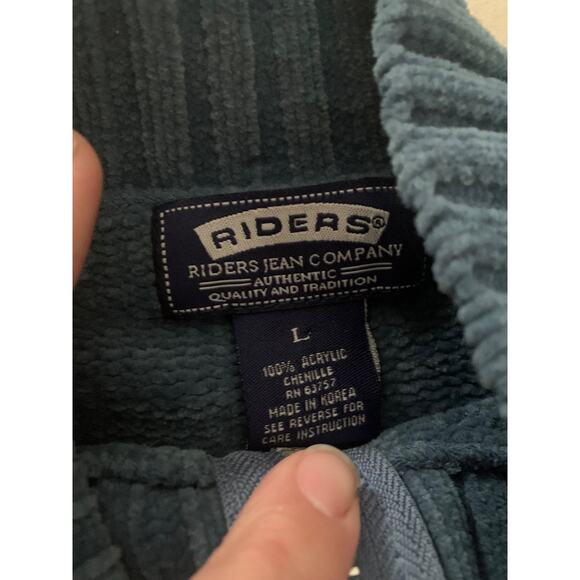 RIDERS®
RIDERS JEAN COMPANY
AUTHENTIC
QUALITY AND TRADITION
L
100% ACRYLIC
CHENILLE
RN 63757
MADE IN KOREA
SEE REVERSE FOR
CARE INSTRUCTION